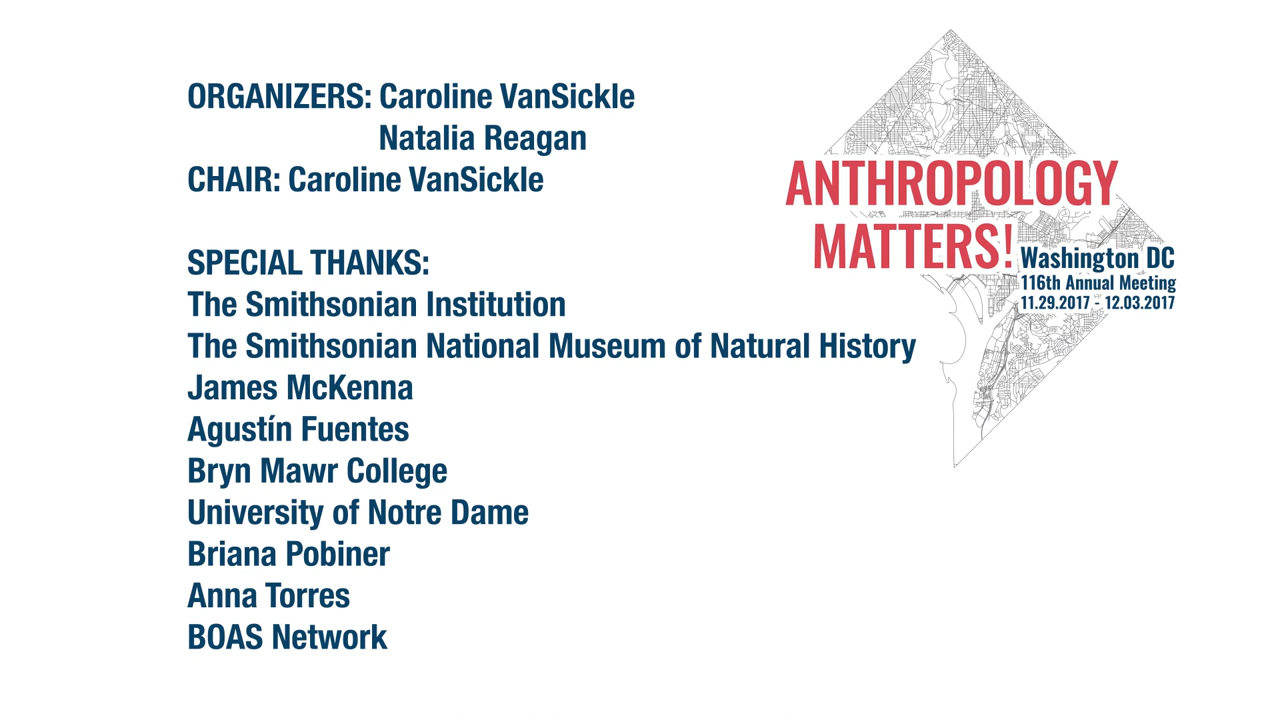 ORGANIZERS: Caroline VanSickle
Natalia Reagan
CHAIR: Caroline VanSickle
SPECIAL THANKS:
The Smithsonian Institution
The Smithsonian National Museum of Natural History
James McKenna
Agustín Fuentes
Bryn Mawr College
University of Notre Dame
Briana Pobiner
Anna Torres
BOAS Network
ANTHROPOLOGY
MATTERS!
Washington DC
116th Annual Meeting
11.29.2017 - 12.03.2017